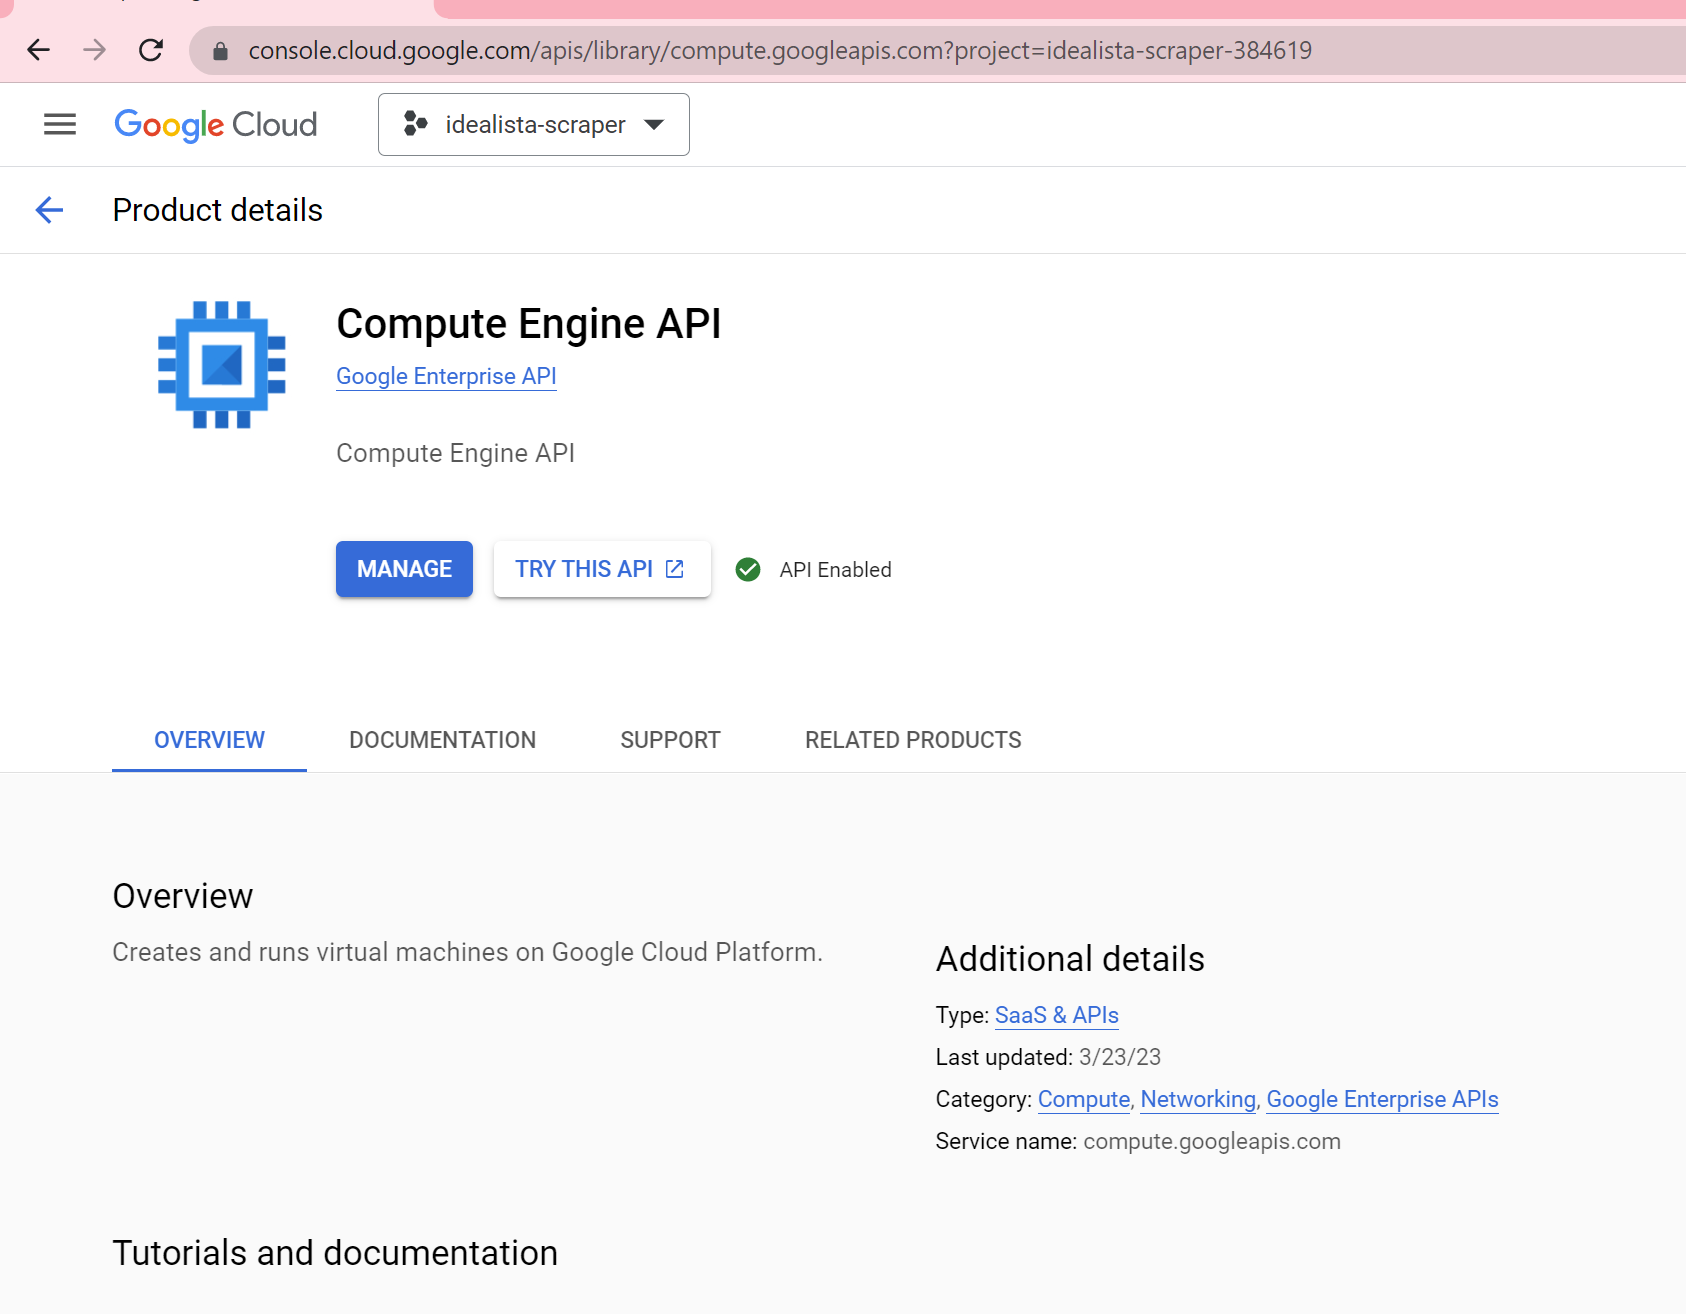 console.cloud.google.com/apis/library/compute.googleapis.com?project=idealista-scraper-384619
Google Cloud
idealista-scraper
Product details
Compute Engine API
Google Enterprise API
Compute Engine API
MANAGE
TRY THIS API
API Enabled
OVERVIEW
DOCUMENTATION
SUPPORT
RELATED PRODUCTS
Overview
Creates and runs virtual machines on Google Cloud Platform.
Additional details
Type: SaaS & APIs
Last updated: 3/23/23
Category: Compute, Networking, Google Enterprise APIs
Service name: compute.googleapis.com
Tutorials and documentation